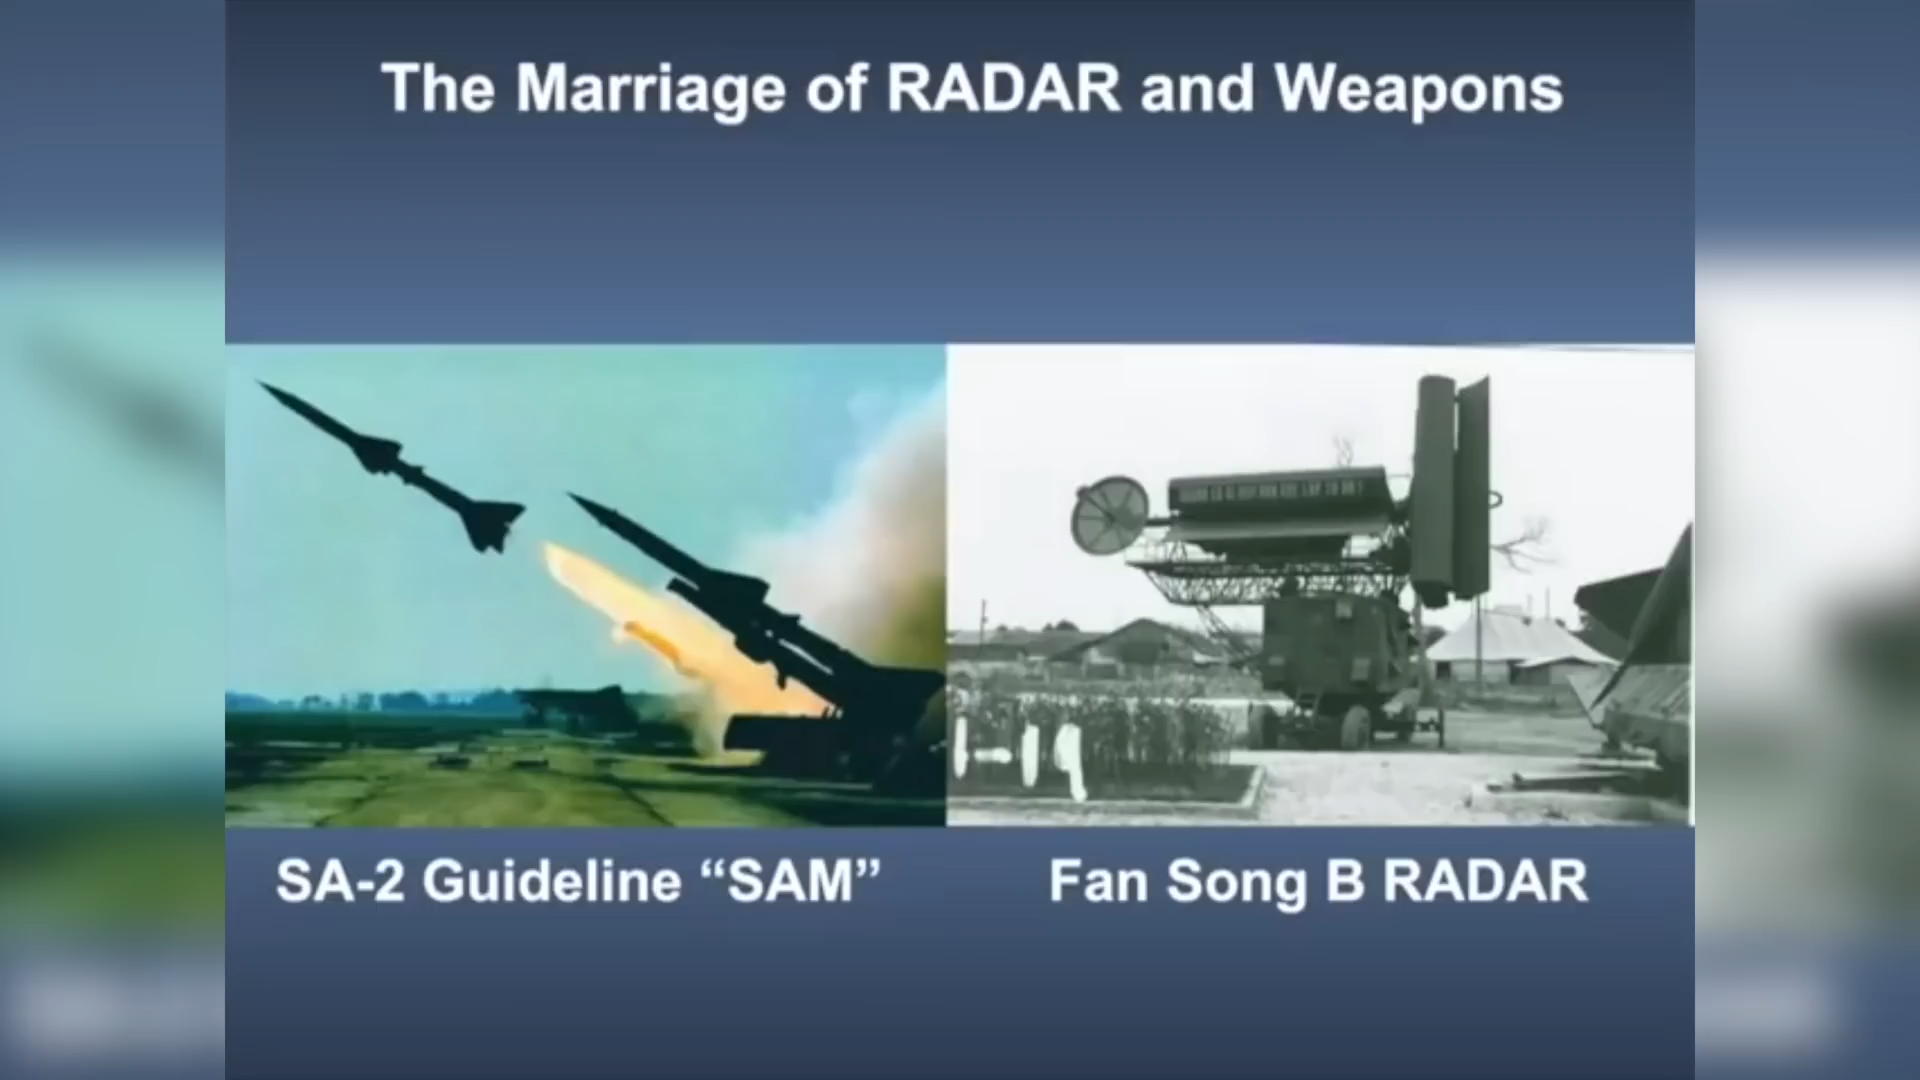 The Marriage of RADAR and Weapons
SA-2 Guideline “SAM”
Fan Song B RADAR